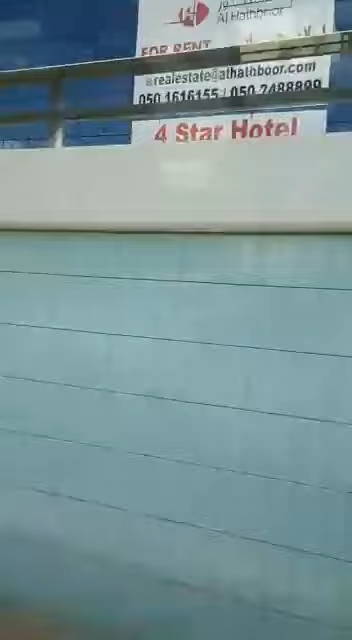 Al Hathboor
FOR RENT
realestate@alhathboor.com
050 1616155 / 050 2488899
4 Star Hotel